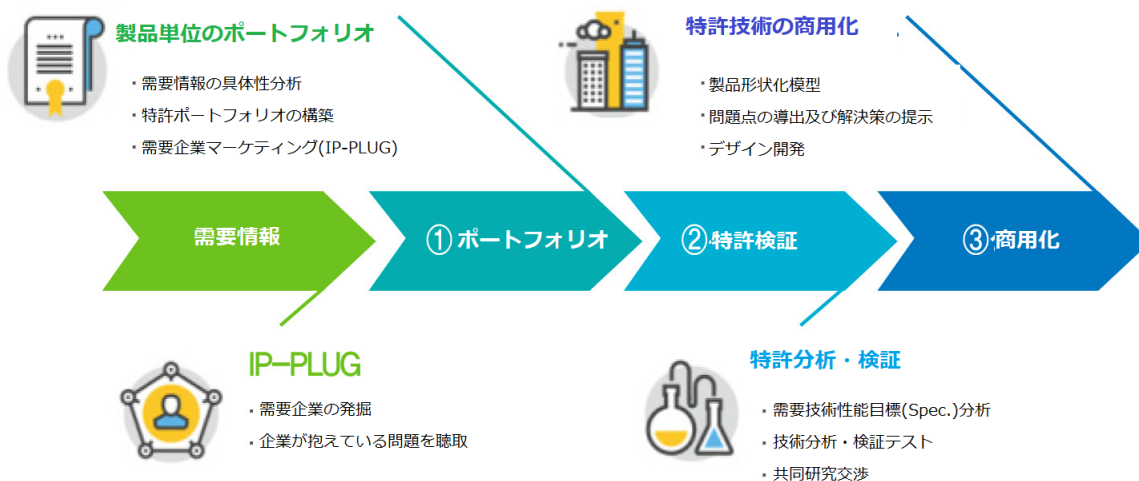 製品単位のポートフォリオ
・需要情報の具体性分析
・特許ポートフォリオの構築
・需要企業マーケティング(IP-PLUG)
特許技術の商用化
・製品形状化模型
・問題点の導出及び解決策の提示
・デザイン開発
需要情報
①ポートフォリオ
②特許検証
③商用化
IP-PLUG
・需要企業の発掘
・企業が抱えている問題を聴取
特許分析・検証
・需要技術性能目標(Spec.)分析
・技術分析・検証テスト
・共同研究交渉